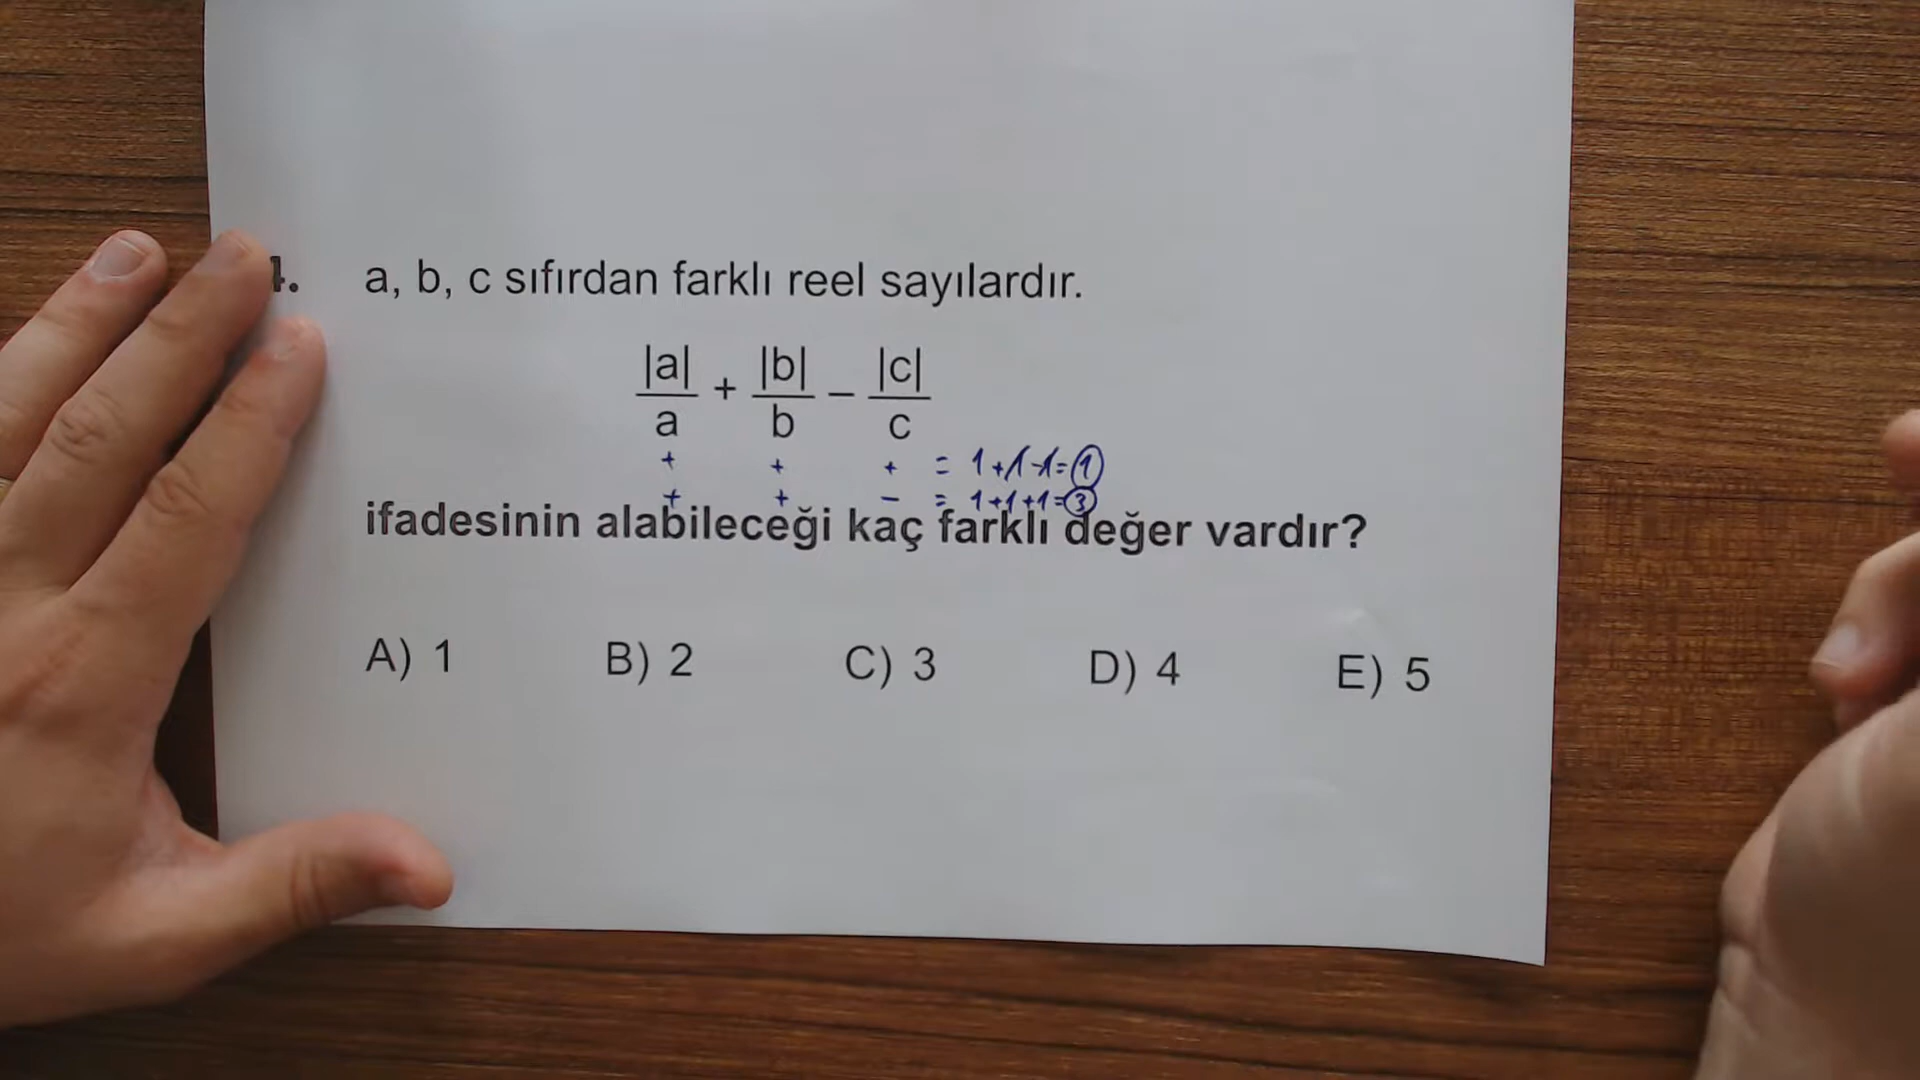 4. a, b, c sıfırdan farklı reel sayılardır.
|a|/a + |b|/b − |c|/c
+ + + = 1+1-1=1
+ + − = 1+1+1=3
ifadesinin alabileceği kaç farklı değer vardır?
A) 1 B) 2 C) 3 D) 4 E) 5